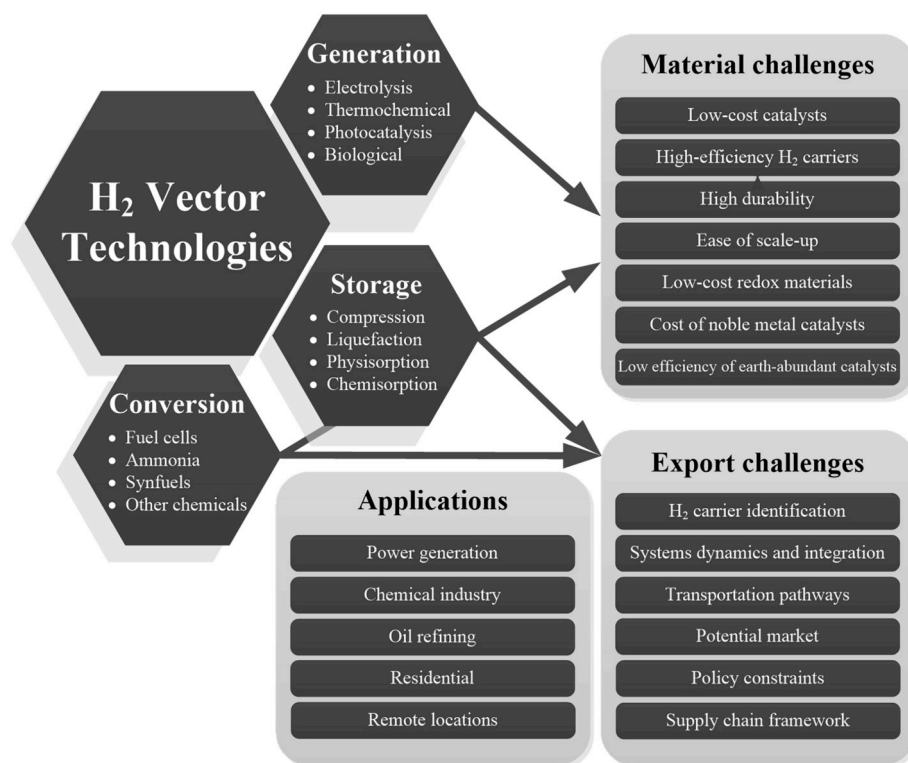 Generation
• Electrolysis
• Thermochemical
• Photocatalysis
• Biological
H₂ Vector
Technologies
Storage
• Compression
• Liquefaction
• Physisorption
• Chemisorption
Conversion
• Fuel cells
• Ammonia
• Synfuels
• Other chemicals
Material challenges
Low-cost catalysts
High-efficiency H₂ carriers
High durability
Ease of scale-up
Low-cost redox materials
Cost of noble metal catalysts
Low efficiency of earth-abundant catalysts
Applications
Power generation
Chemical industry
Oil refining
Residential
Remote locations
Export challenges
H₂ carrier identification
Systems dynamics and integration
Transportation pathways
Potential market
Policy constraints
Supply chain framework